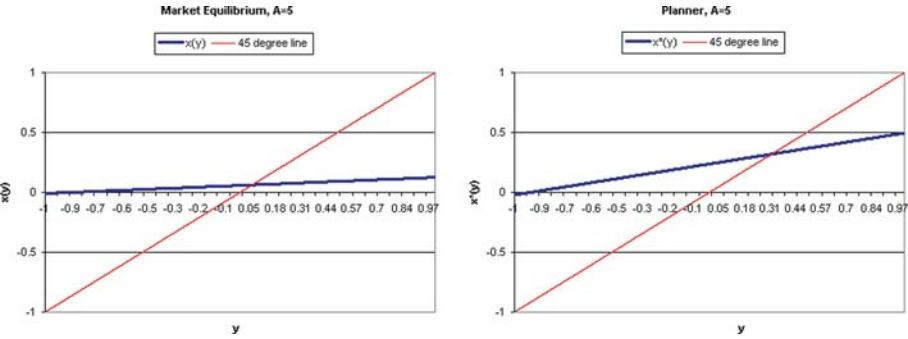 Market Equilibrium, A=5
x(y) 45 degree line
1
0.5
0
-0.5
-1
-1 -0.9 -0.7 -0.6 -0.5 -0.3 -0.2 -0.1 0.05 0.18 0.31 0.44 0.57 0.7 0.84 0.97
x(y)
y
Planner, A=5
x*(y) 45 degree line
1
0.5
0
-0.5
-1
-1 -0.9 -0.7 -0.6 -0.5 -0.3 -0.2 -0.1 0.05 0.18 0.31 0.44 0.57 0.7 0.84 0.97
x*(y)
y